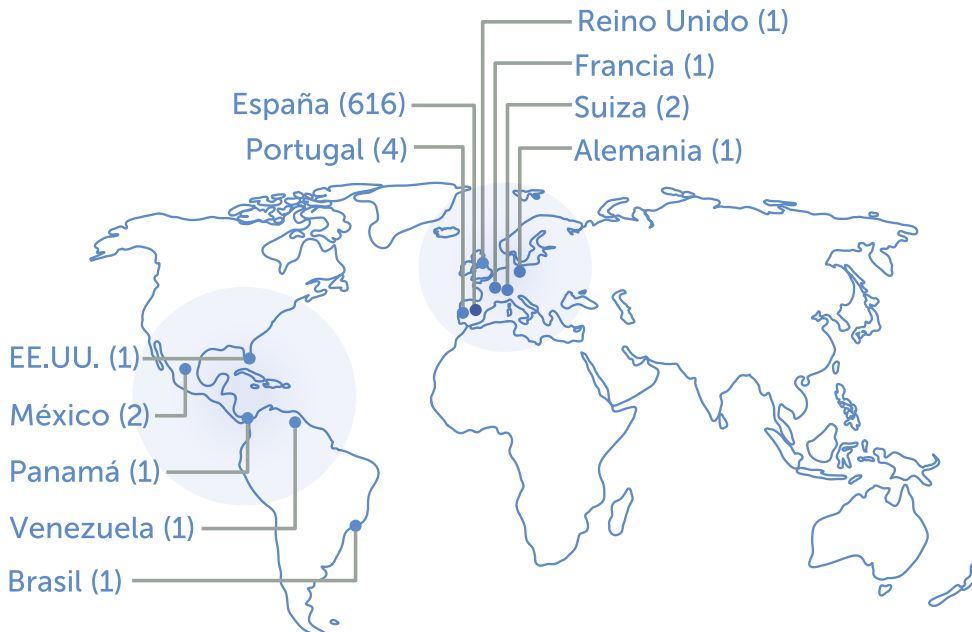 Reino Unido (1)
Francia (1)
España (616)
Suiza (2)
Portugal (4)
Alemania (1)
EE.UU. (1)
México (2)
Panamá (1)
Venezuela (1)
Brasil (1)